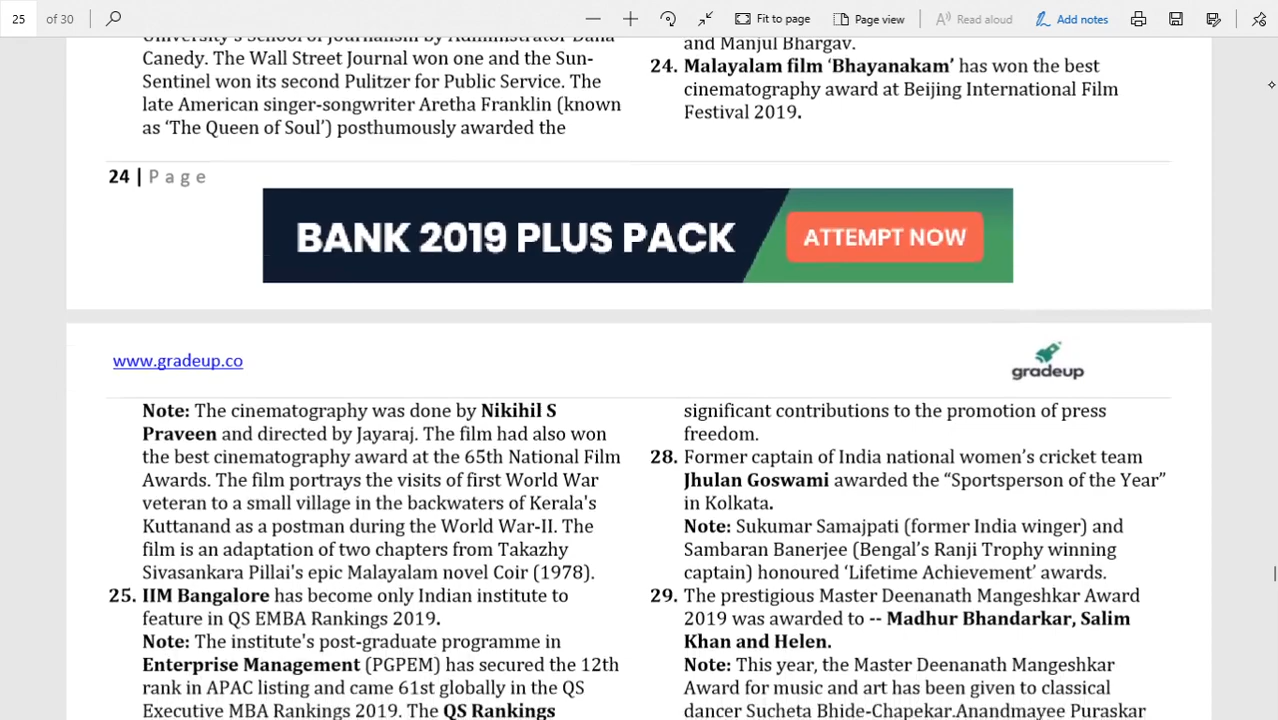 25 of 30
Fit to page
Page view
Read aloud
Add notes
University's School of Journalism by Administrator Dana
Canedy. The Wall Street Journal won one and the Sun-
Sentinel won its second Pulitzer for Public Service. The
late American singer-songwriter Aretha Franklin (known
as ‘The Queen of Soul’) posthumously awarded the
and Manjul Bhargav.
24. Malayalam film ‘Bhayanakam’ has won the best
cinematography award at Beijing International Film
Festival 2019.
24 | Page
BANK 2019 PLUS PACK
ATTEMPT NOW
www.gradeup.co
gradeup
Note: The cinematography was done by Nikihil S
Praveen and directed by Jayaraj. The film had also won
the best cinematography award at the 65th National Film
Awards. The film portrays the visits of first World War
veteran to a small village in the backwaters of Kerala's
Kuttanand as a postman during the World War-II. The
film is an adaptation of two chapters from Takazhy
Sivasankara Pillai's epic Malayalam novel Coir (1978).
25. IIM Bangalore has become only Indian institute to
feature in QS EMBA Rankings 2019.
Note: The institute's post-graduate programme in
Enterprise Management (PGPEM) has secured the 12th
rank in APAC listing and came 61st globally in the QS
Executive MBA Rankings 2019. The QS Rankings
significant contributions to the promotion of press
freedom.
28. Former captain of India national women’s cricket team
Jhulan Goswami awarded the “Sportsperson of the Year”
in Kolkata.
Note: Sukumar Samajpati (former India winger) and
Sambaran Banerjee (Bengal’s Ranji Trophy winning
captain) honoured ‘Lifetime Achievement’ awards.
29. The prestigious Master Deenanath Mangeshkar Award
2019 was awarded to -- Madhur Bhandarkar, Salim
Khan and Helen.
Note: This year, the Master Deenanath Mangeshkar
Award for music and art has been given to classical
dancer Sucheta Bhide-Chapekar.Anandmayee Puraskar